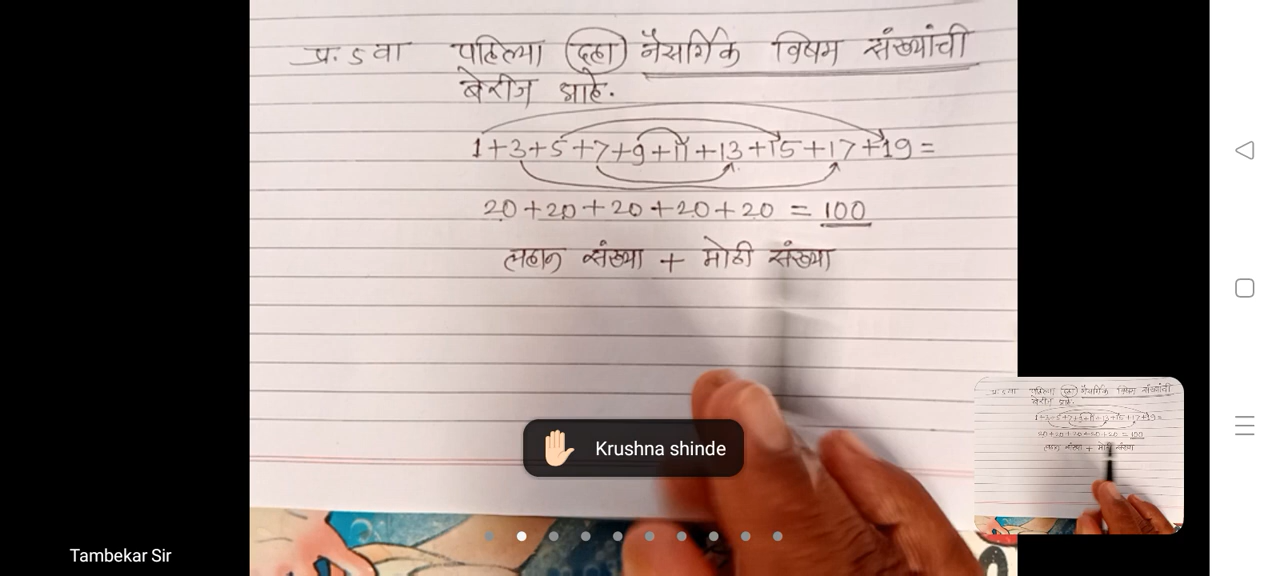 प्र. 5 वा पहिल्या दहा नैसर्गिक विषम संख्यांची
बेरीज आहे.
1+3+5+7+9+11+13+15+17+19=
20+20+20+20+20 = 100
लहान संख्या + मोठी संख्या
Krushna shinde
Tambekar Sir